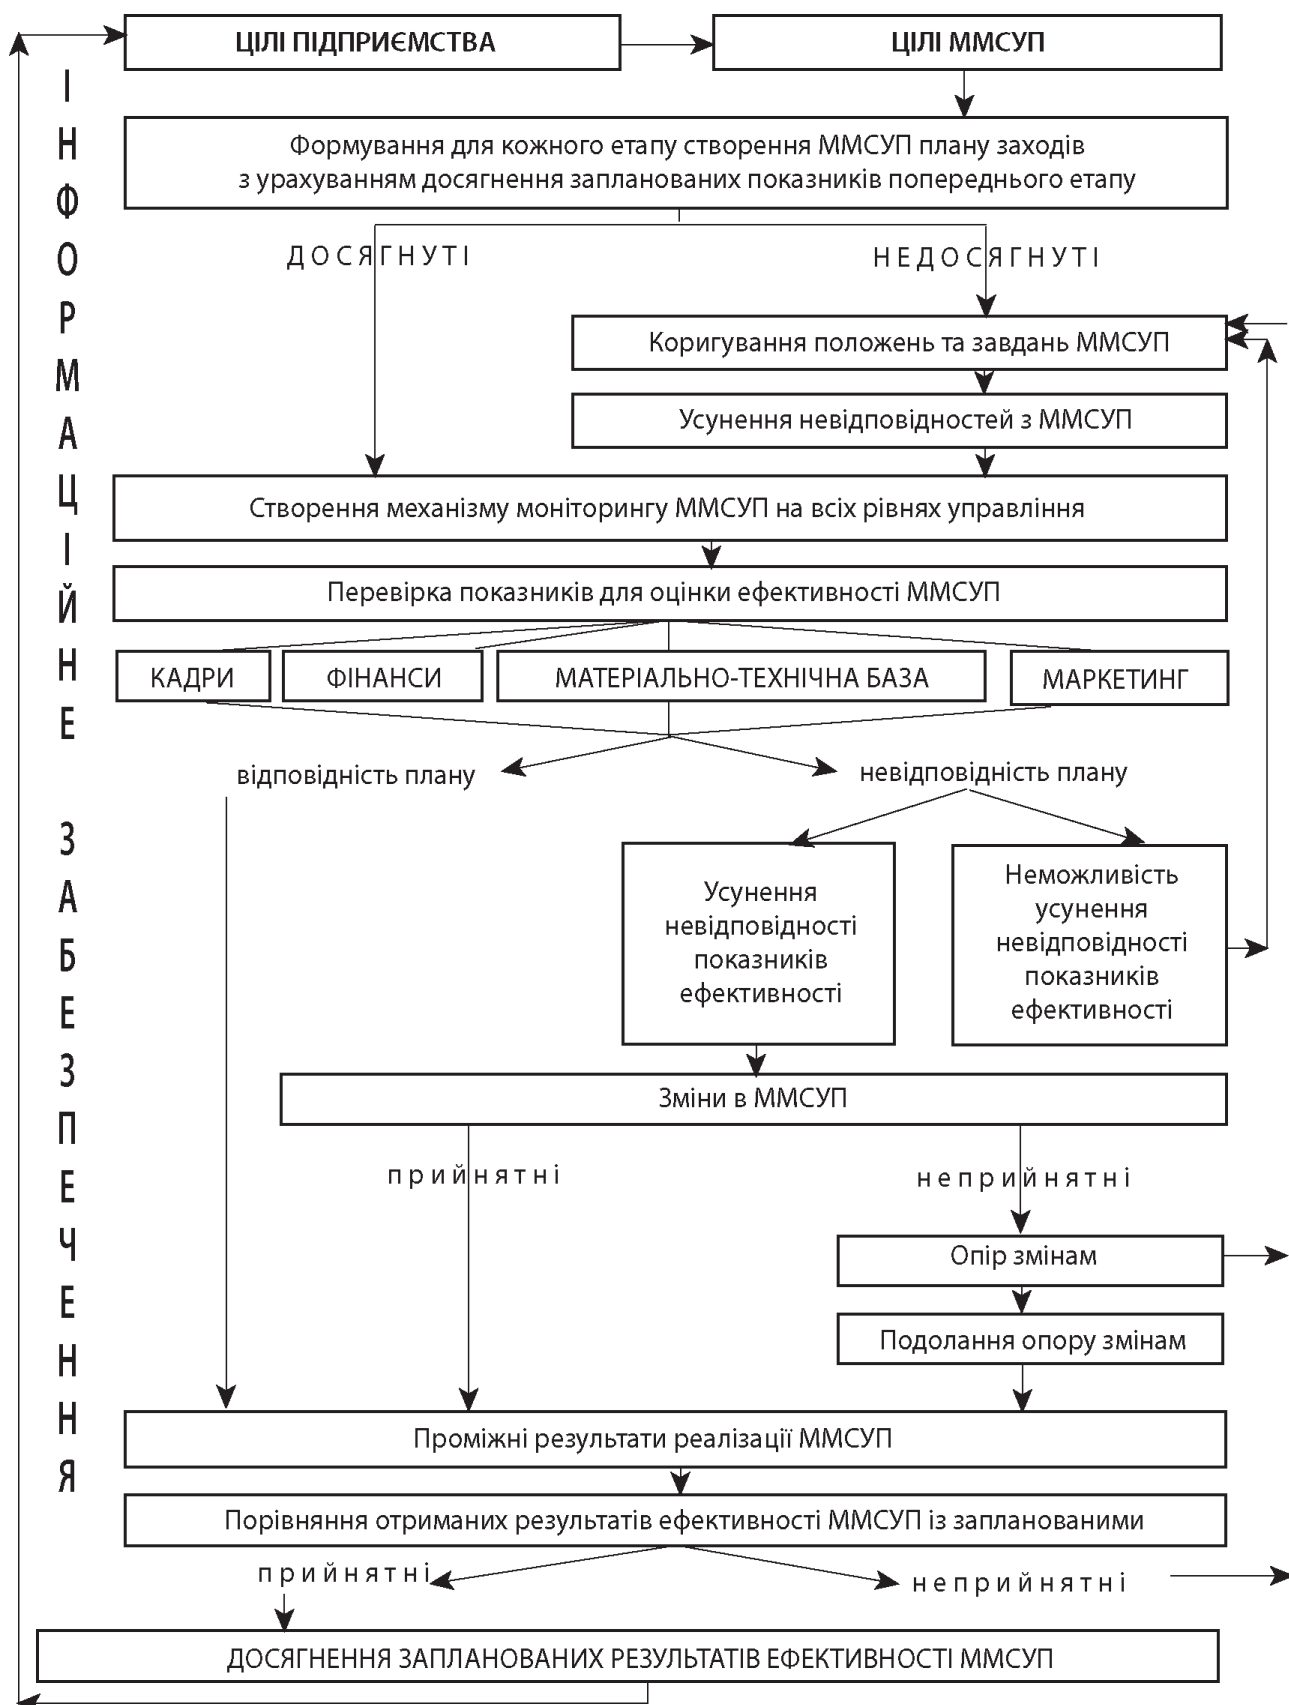 ІНФОРМАЦІЙНЕ ЗАБЕЗПЕЧЕННЯ
ЦІЛІ ПІДПРИЄМСТВА
ЦІЛІ ММСУП
Формування для кожного етапу створення ММСУП плану заходів
з урахуванням досягнення запланованих показників попереднього етапу
ДОСЯГНУТІ
НЕДОСЯГНУТІ
Коригування положень та завдань ММСУП
Усунення невідповідностей з ММСУП
Створення механізму моніторингу ММСУП на всіх рівнях управління
Перевірка показників для оцінки ефективності ММСУП
КАДРИ
ФІНАНСИ
МАТЕРІАЛЬНО-ТЕХНІЧНА БАЗА
МАРКЕТИНГ
відповідність плану
невідповідність плану
Усунення
невідповідності
показників
ефективності
Неможливість
усунення
невідповідності
показників
ефективності
Зміни в ММСУП
прийнятні
неприйнятні
Опір змінам
Подолання опору змінам
Проміжні результати реалізації ММСУП
Порівняння отриманих результатів ефективності ММСУП із запланованими
прийнятні
неприйнятні
ДОСЯГНЕННЯ ЗАПЛАНОВАНИХ РЕЗУЛЬТАТІВ ЕФЕКТИВНОСТІ ММСУП